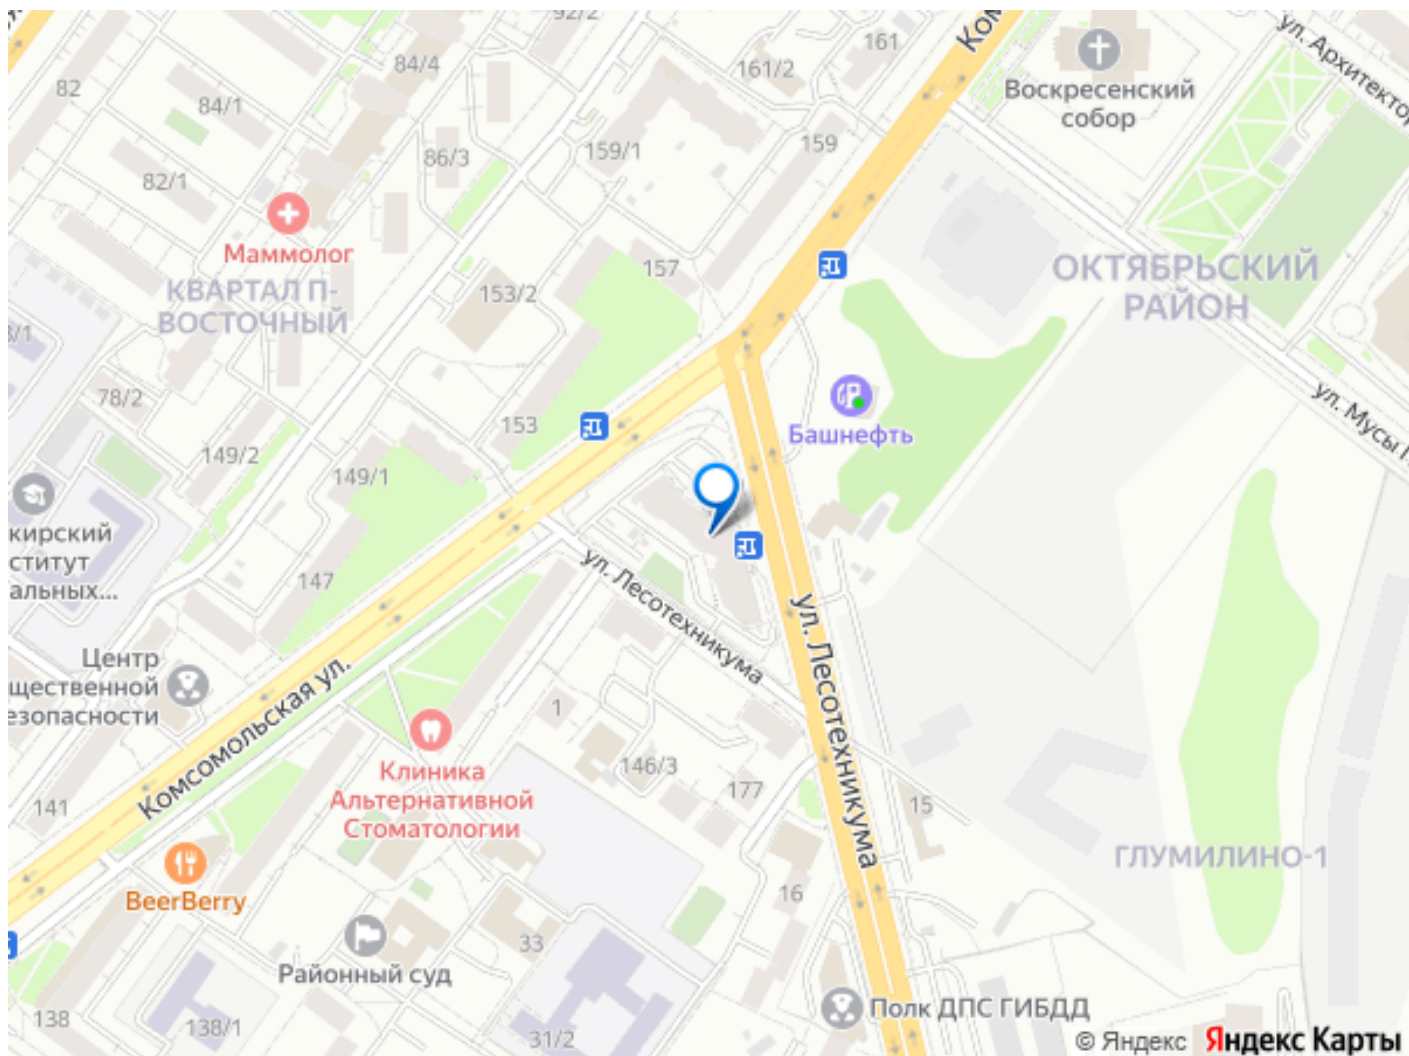 92/2
161
84/4
161/2
82
84/1
Воскресенский
собор
ул. Архитектор
159/1
159
86/3
82/1
Маммолог
157
ОКТЯБРЬСКИЙ
РАЙОН
КВАРТАЛ П-
ВОСТОЧНЫЙ
153/2
78/2
153
Башнефть
ул. Мусы Г
149/2
149/1
кирский
ститут
альных...
147
ул. Лесотехникума
ул. Лесотехникума
Центр
щественной
езопасности
Комсомольская ул.
1
Клиника
Альтернативной
Стоматологии
146/3
177
141
15
ГЛУМИЛИНО-1
BeerBerry
16
33
Районный суд
Полк ДПС ГИБДД
138
138/1
31/2
© Яндекс Яндекс Карты